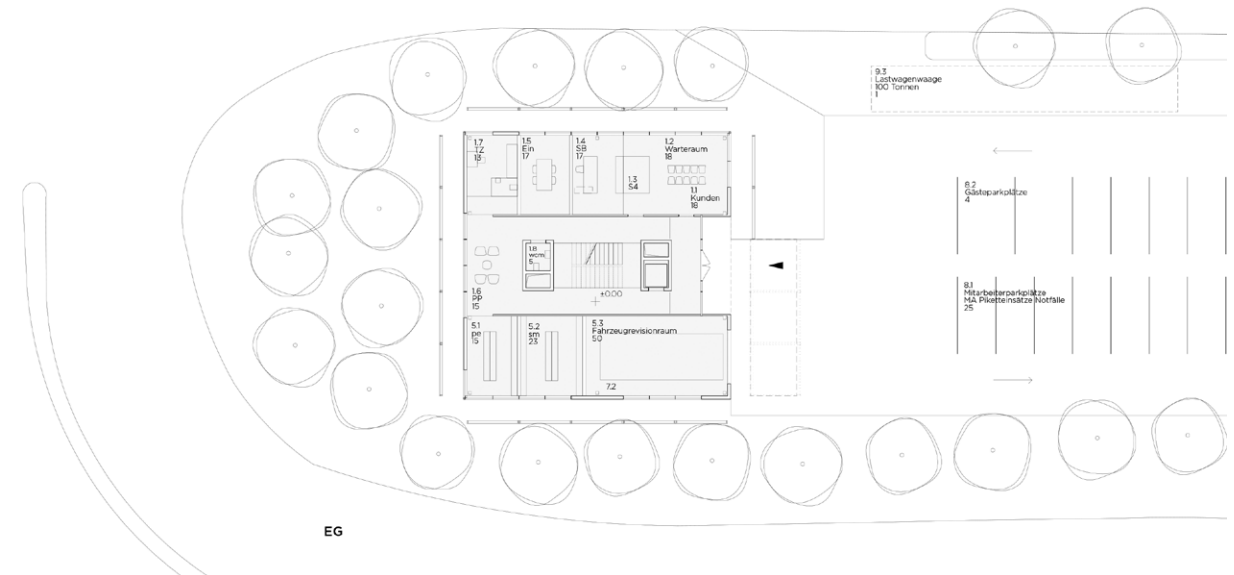 9.3
Lastwagenwaage
100 Tonnen
1
1.7
TZ
13
1.5
Ein
17
1.4
SB
17
1.2
Warteraum
18
1.3
S4
1.1
Kunden
18
8.2
Gästeparkplätze
4
1.8
wcm
5
1.6
PP
15
±0.00
8.1
Mitarbeiterparkplätze
MA Piketteinsätze Notfälle
25
5.1
pe
15
5.2
sm
23
5.3
Fahrzeugrevisionraum
50
7.2
EG